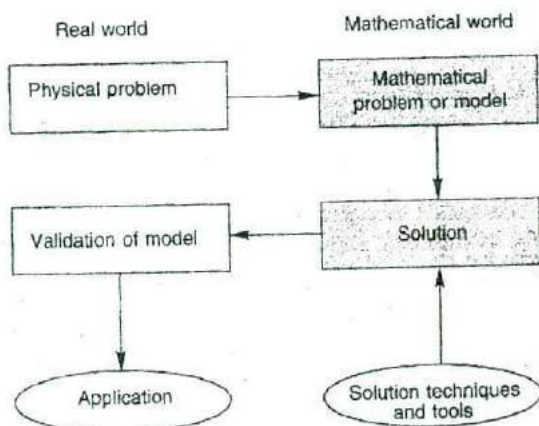 Real world
Mathematical world
Physical problem
Mathematical
problem or model
Validation of model
Solution
Application
Solution techniques
and tools